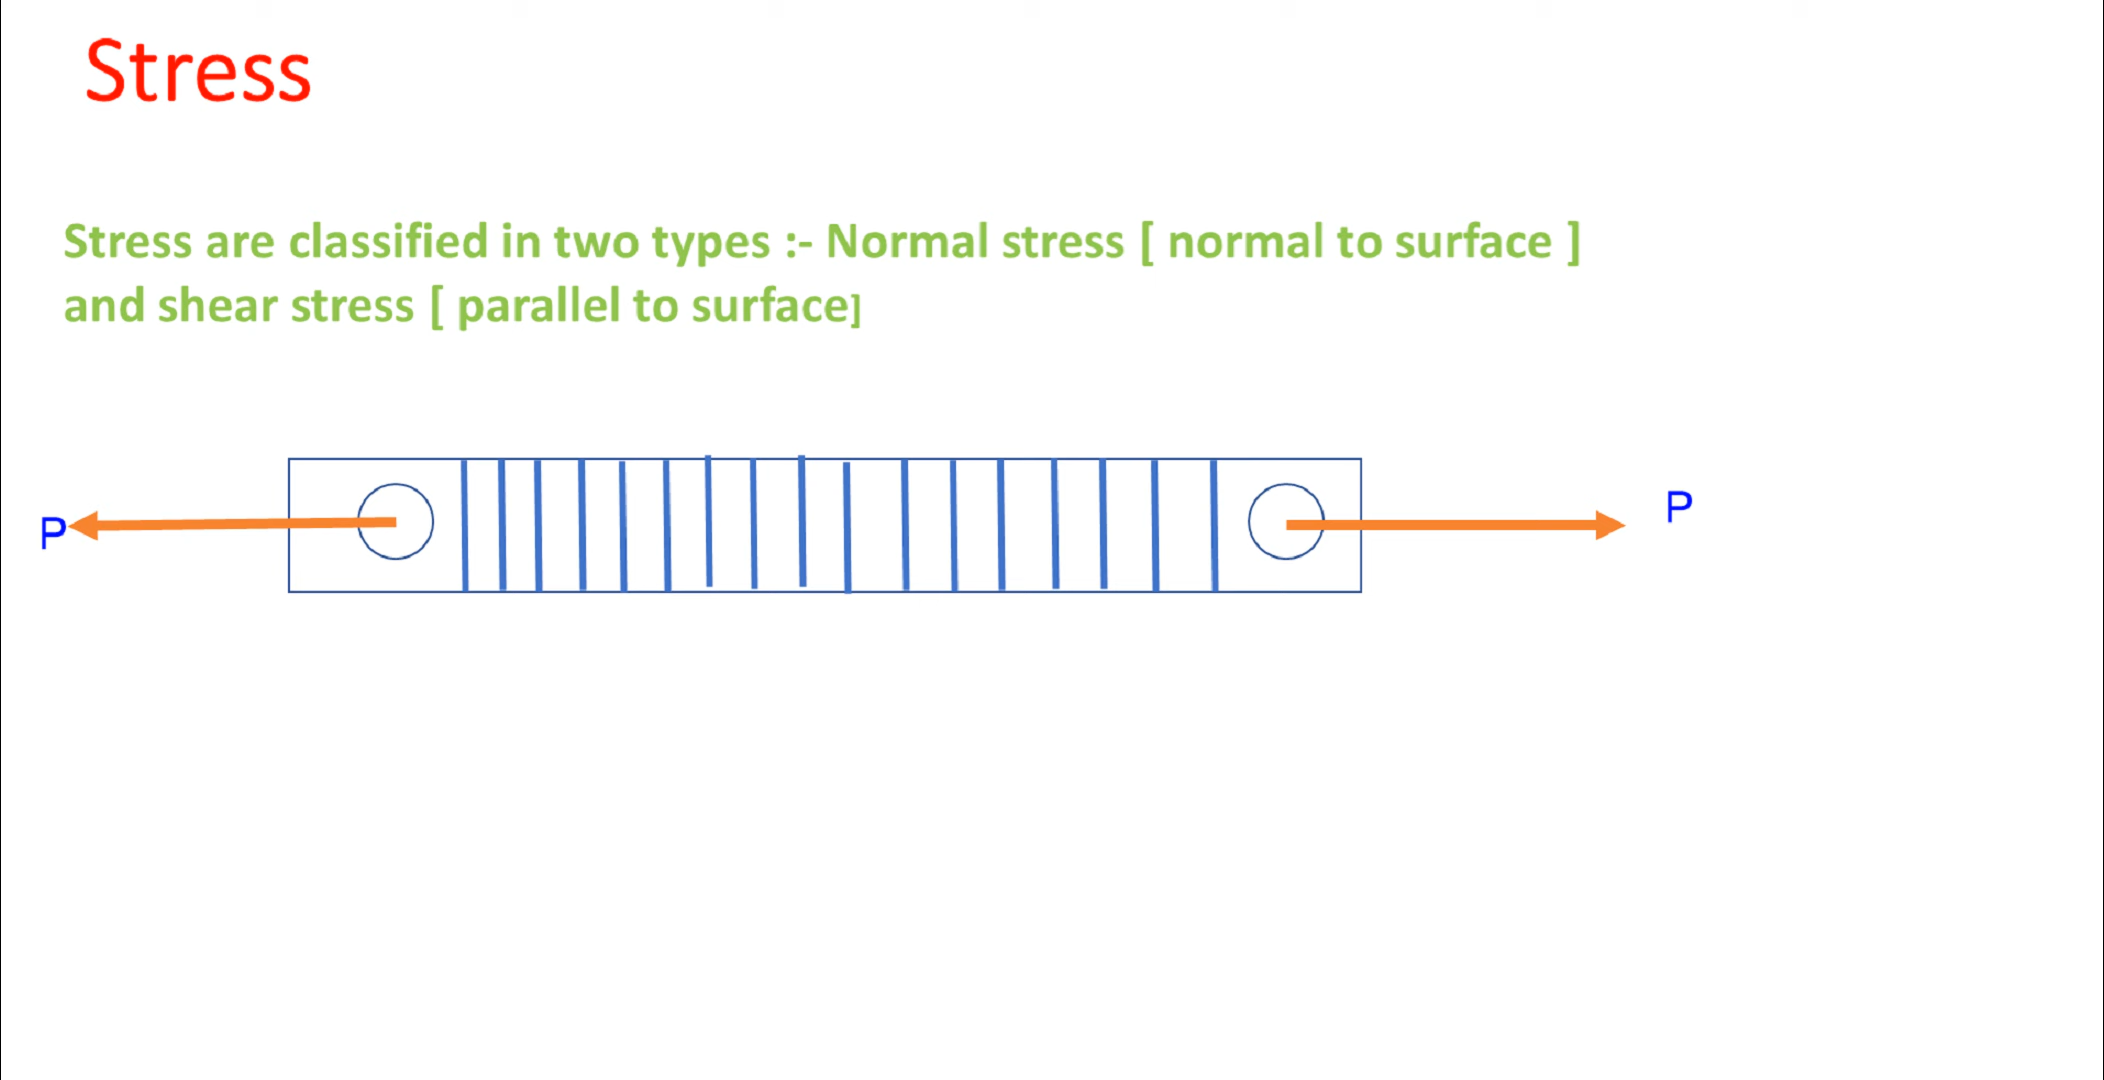 Stress
Stress are classified in two types :- Normal stress [ normal to surface ]
and shear stress [ parallel to surface]
P
P